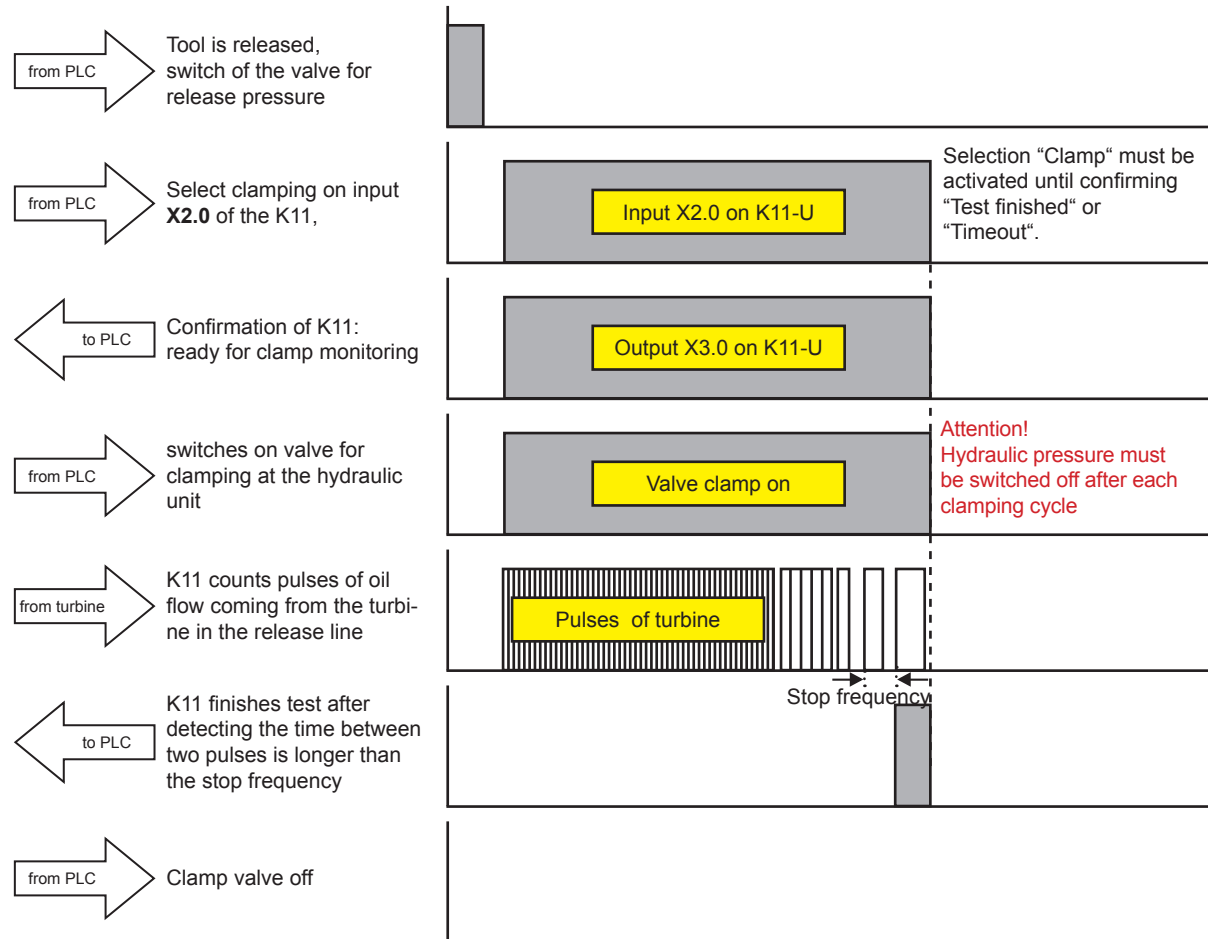 from PLC
Tool is released,
switch of the valve for
release pressure
from PLC
Select clamping on input
X2.0 of the K11,
Input X2.0 on K11-U
Selection “Clamp“ must be
activated until confirming
“Test finished“ or
“Timeout“.
to PLC
Confirmation of K11:
ready for clamp monitoring
Output X3.0 on K11-U
from PLC
switches on valve for
clamping at the hydraulic
unit
Valve clamp on
Attention!
Hydraulic pressure must
be switched off after each
clamping cycle
from turbine
K11 counts pulses of oil
flow coming from the turbi-
ne in the release line
Pulses of turbine
Stop frequency
to PLC
K11 finishes test after
detecting the time between
two pulses is longer than
the stop frequency
from PLC
Clamp valve off